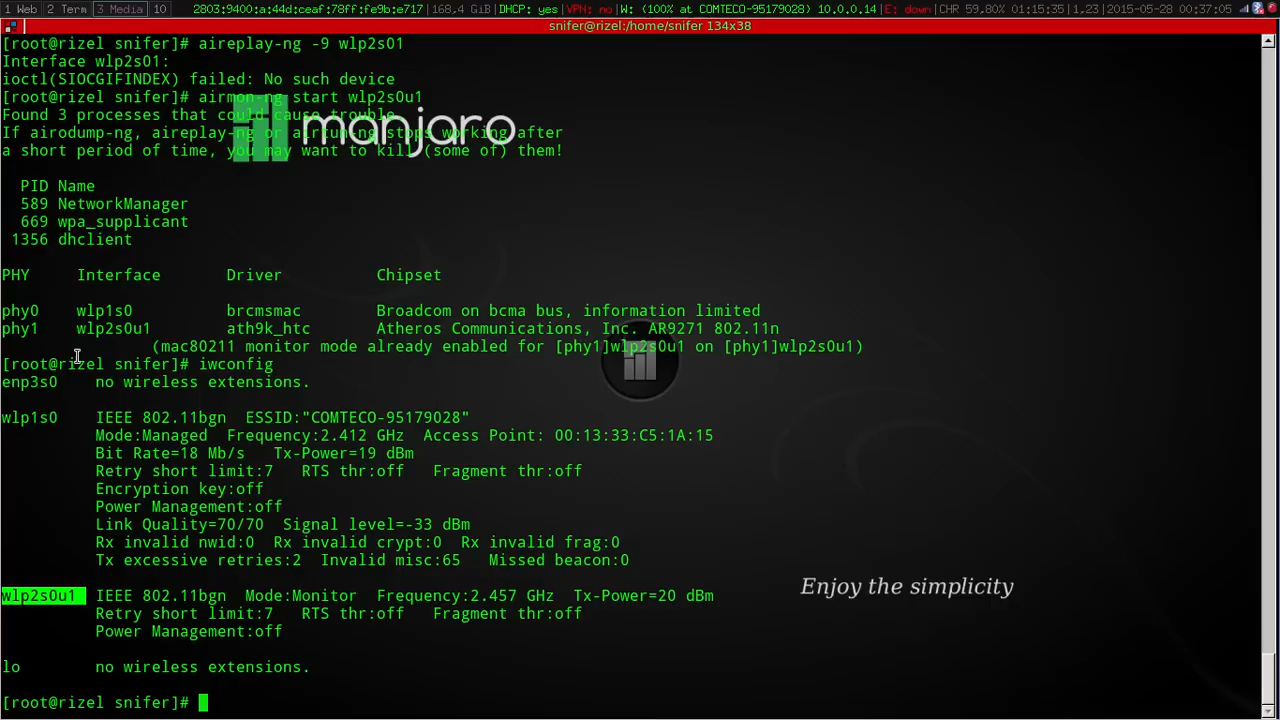 1 Web 2 Term 3 Media 10 2803:9400:a:44d:ceaf:78ff:fe9b:e717|168.4 GiB|DHCP: yes|VPN: no|W: (100% at COMTECO-95179028) 10.0.0.14|E: down|CHR 59,80% 01:15:35|1,23|2015-05-28 00:37:05
snifer@rizel:/home/snifer 134x38
[root@rizel snifer]# aireplay-ng -9 wlp2s01
Interface wlp2s01:
ioctl(SIOCGIFINDEX) failed: No such device
[root@rizel snifer]# airmon-ng start wlp2s0u1
Found 3 processes that could cause trouble.
If airodump-ng, aireplay-ng or airtun-ng stops working after
a short period of time, you may want to kill (some of) them!
manjaro
PID Name
589 NetworkManager
669 wpa_supplicant
1356 dhclient
PHY Interface Driver Chipset
phy0 wlp1s0 brcmsmac Broadcom on bcma bus, information limited
phy1 wlp2s0u1 ath9k_htc Atheros Communications, Inc. AR9271 802.11n
(mac80211 monitor mode already enabled for [phy1]wlp2s0u1 on [phy1]wlp2s0u1)
[root@rizel snifer]# iwconfig
enp3s0 no wireless extensions.
wlp1s0 IEEE 802.11bgn ESSID:"COMTECO-95179028"
Mode:Managed Frequency:2.412 GHz Access Point: 00:13:33:C5:1A:15
Bit Rate=18 Mb/s Tx-Power=19 dBm
Retry short limit:7 RTS thr:off Fragment thr:off
Encryption key:off
Power Management:off
Link Quality=70/70 Signal level=-33 dBm
Rx invalid nwid:0 Rx invalid crypt:0 Rx invalid frag:0
Tx excessive retries:2 Invalid misc:65 Missed beacon:0
wlp2s0u1 IEEE 802.11bgn Mode:Monitor Frequency:2.457 GHz Tx-Power=20 dBm
Retry short limit:7 RTS thr:off Fragment thr:off
Power Management:off
Enjoy the simplicity
lo no wireless extensions.
[root@rizel snifer]#